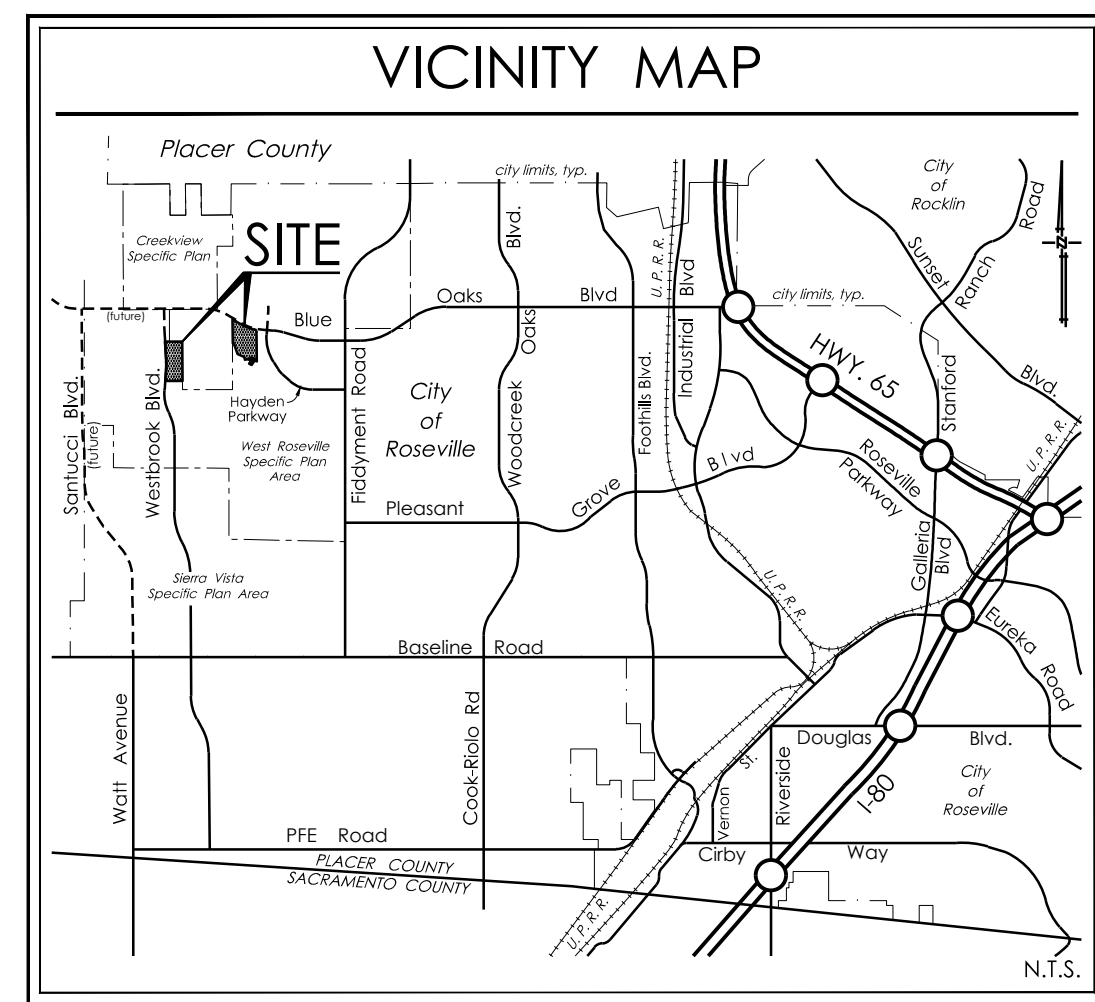 VICINITY MAP
Placer County
city limits, typ.
City
of
Rocklin
Road
Creekview
Specific Plan
SITE
Blvd.
U.P.R.R.
Blvd
Sunset
Ranch
N
Oaks
Blvd
city limits, typ.
(future)
Blue
Oaks
Industrial
HWY. 65
Stanford
Blvd.
Hayden
Parkway
Fiddyment Road
City
of
Roseville
Woodcreek
Foothills Blvd.
Santucci Blvd.
(future)
Westbrook Blvd.
West Roseville
Specific Plan
Area
Pleasant
Grove
Blvd
Roseville
Parkway
U.P.R.R.
Galleria
Blvd
Sierra Vista
Specific Plan Area
U.P.R.R.
Eureka Road
Baseline Road
Watt Avenue
Cook-Riolo Rd
Douglas
Blvd.
St.
Vernon
Riverside
I-80
City
of
Roseville
PFE Road
Cirby
Way
PLACER COUNTY
SACRAMENTO COUNTY
U.P.R.R.
N.T.S.